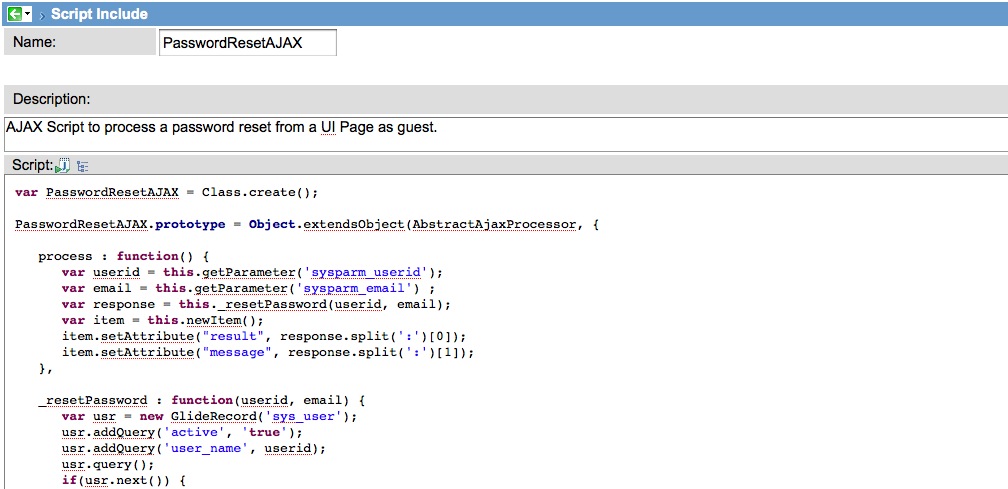 Script Include
Name: PasswordResetAJAX
Description:
AJAX Script to process a password reset from a UI Page as guest.
Script:
var PasswordResetAJAX = Class.create();
PasswordResetAJAX.prototype = Object.extendsObject(AbstractAjaxProcessor, {
process : function() {
var userid = this.getParameter('sysparm_userid');
var email = this.getParameter('sysparm_email') ;
var response = this._resetPassword(userid, email);
var item = this.newItem();
item.setAttribute("result", response.split(':')[0]);
item.setAttribute("message", response.split(':')[1]);
},
_resetPassword : function(userid, email) {
var usr = new GlideRecord('sys_user');
usr.addQuery('active', 'true');
usr.addQuery('user_name', userid);
usr.query();
if(usr.next()) {